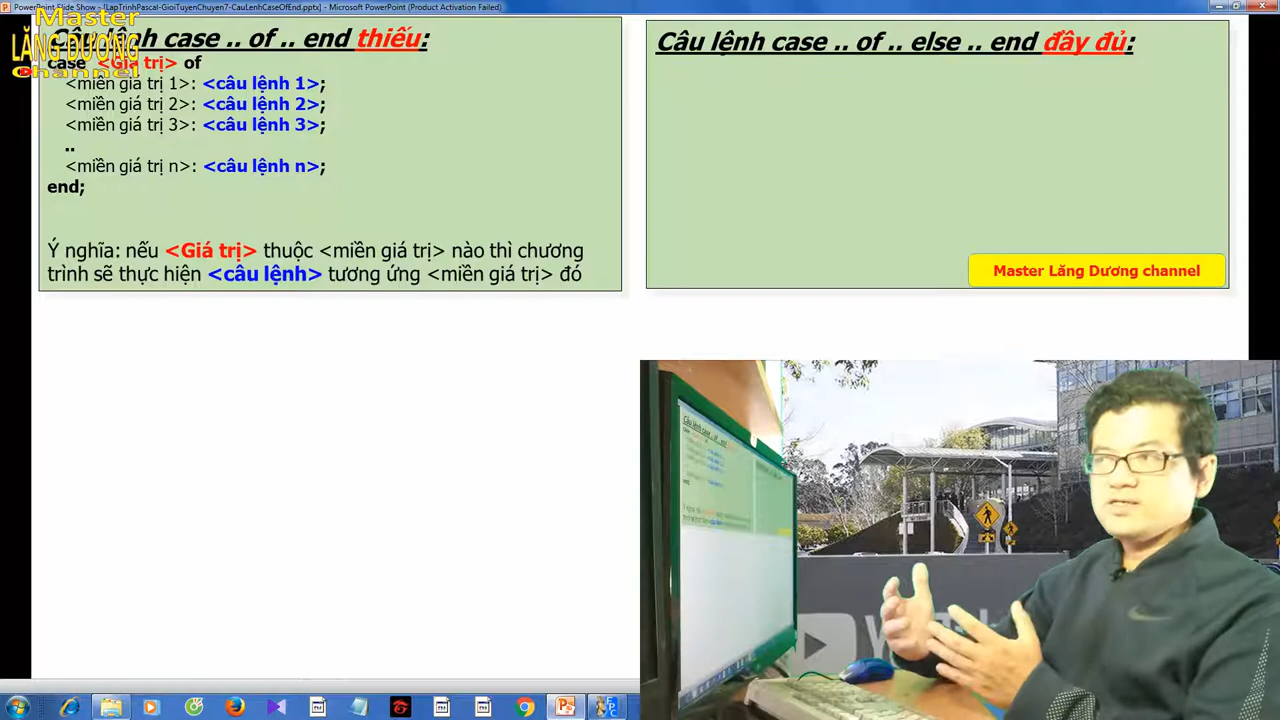 PowerPoint Slide Show - [LapTrinhPascal-GioiTuyenChuyen7-CauLenhCaseOfEnd.pptx] - Microsoft PowerPoint (Product Activation Failed)
Master
LĂNG DƯƠNG
Channel
Câu lệnh case .. of .. end thiếu:
case <Giá trị> of
<miền giá trị 1>: <câu lệnh 1>;
<miền giá trị 2>: <câu lệnh 2>;
<miền giá trị 3>: <câu lệnh 3>;
..
<miền giá trị n>: <câu lệnh n>;
end;
Ý nghĩa: nếu <Giá trị> thuộc <miền giá trị> nào thì chương
trình sẽ thực hiện <câu lệnh> tương ứng <miền giá trị> đó
Câu lệnh case .. of .. else .. end đầy đủ:
Master Lăng Dương channel